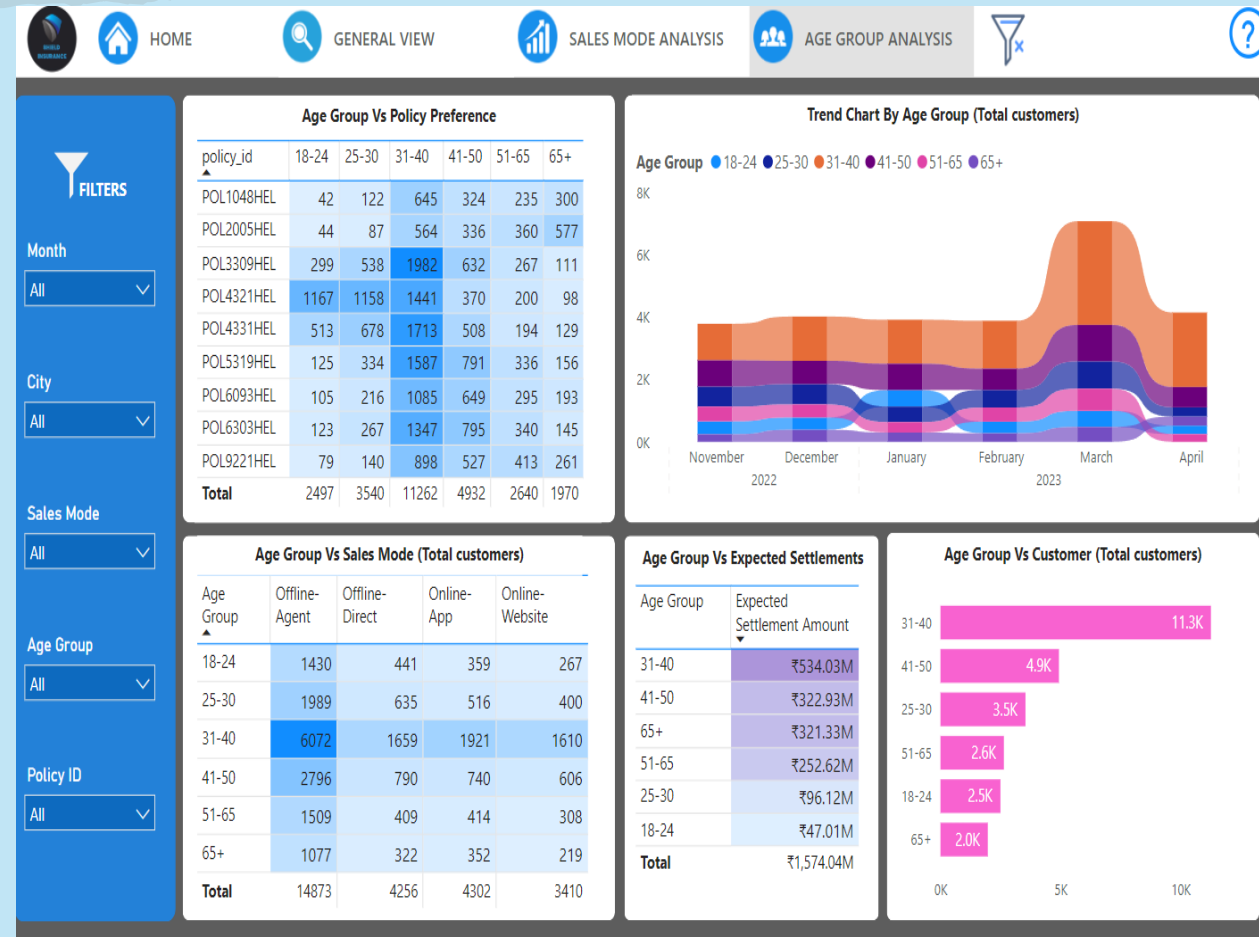 SHIELD
INSURANCE
HOME
GENERAL VIEW
SALES MODE ANALYSIS
AGE GROUP ANALYSIS
?
FILTERS
Month
All
City
All
Sales Mode
All
Age Group
All
Policy ID
All
Age Group Vs Policy Preference
policy_id 18-24 25-30 31-40 41-50 51-65 65+
POL1048HEL 42 122 645 324 235 300
POL2005HEL 44 87 564 336 360 577
POL3309HEL 299 538 1982 632 267 111
POL4321HEL 1167 1158 1441 370 200 98
POL4331HEL 513 678 1713 508 194 129
POL5319HEL 125 334 1587 791 336 156
POL6093HEL 105 216 1085 649 295 193
POL6303HEL 123 267 1347 795 340 145
POL9221HEL 79 140 898 527 413 261
Total 2497 3540 11262 4932 2640 1970
Trend Chart By Age Group (Total customers)
Age Group 18-24 25-30 31-40 41-50 51-65 65+
8K
6K
4K
2K
0K
November December January February March April
2022 2023
Age Group Vs Sales Mode (Total customers)
Age Offline- Offline- Online- Online-
Group Agent Direct App Website
18-24 1430 441 359 267
25-30 1989 635 516 400
31-40 6072 1659 1921 1610
41-50 2796 790 740 606
51-65 1509 409 414 308
65+ 1077 322 352 219
Total 14873 4256 4302 3410
Age Group Vs Expected Settlements
Age Group Expected
Settlement Amount
31-40 ₹534.03M
41-50 ₹322.93M
65+ ₹321.33M
51-65 ₹252.62M
25-30 ₹96.12M
18-24 ₹47.01M
Total ₹1,574.04M
Age Group Vs Customer (Total customers)
31-40 11.3K
41-50 4.9K
25-30 3.5K
51-65 2.6K
18-24 2.5K
65+ 2.0K
0K 5K 10K